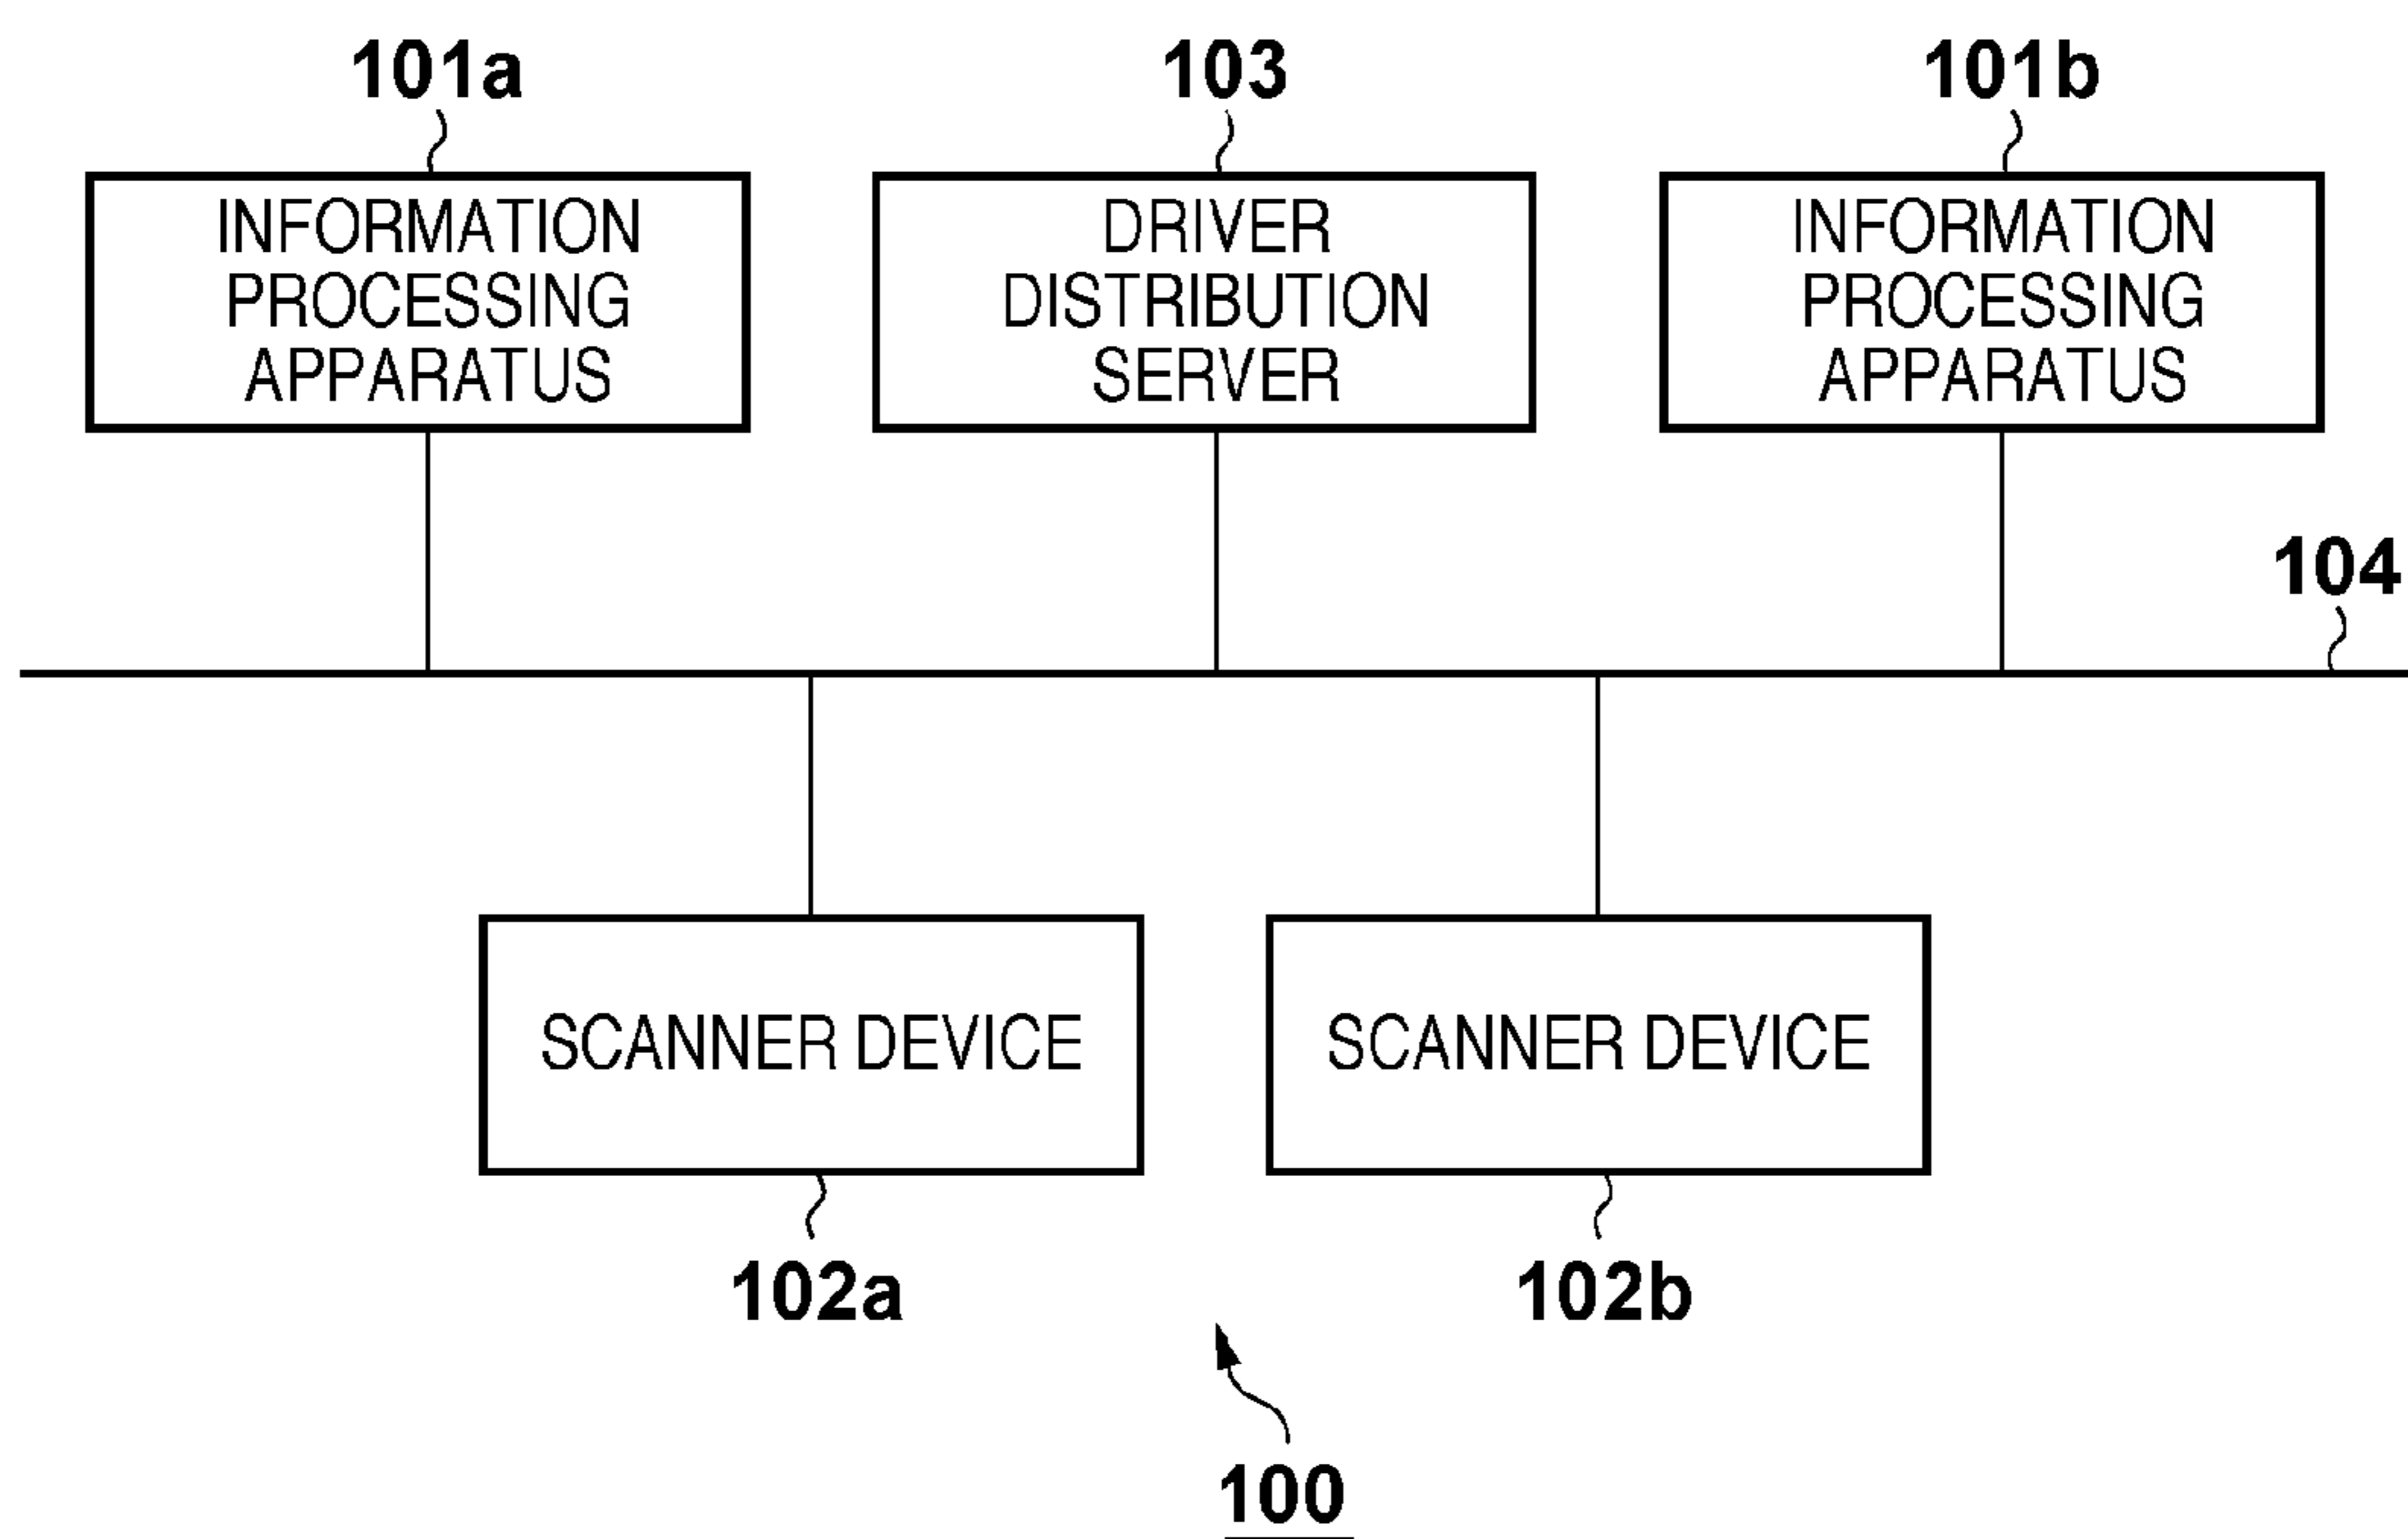 101a
103
101b
INFORMATION
PROCESSING
APPARATUS
DRIVER
DISTRIBUTION
SERVER
INFORMATION
PROCESSING
APPARATUS
104
SCANNER DEVICE
SCANNER DEVICE
102a
102b
100